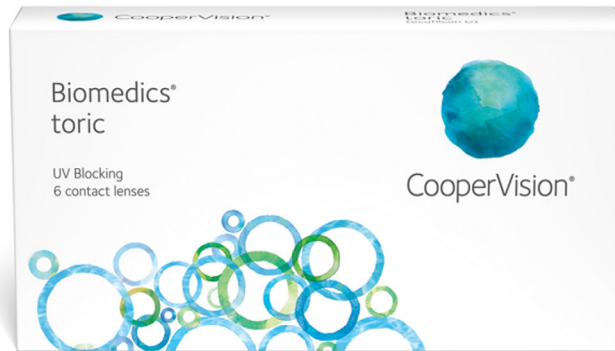 CooperVision®
Biomedics®
toric
Biomedics®
toric
UV Blocking
6 contact lenses
CooperVision®